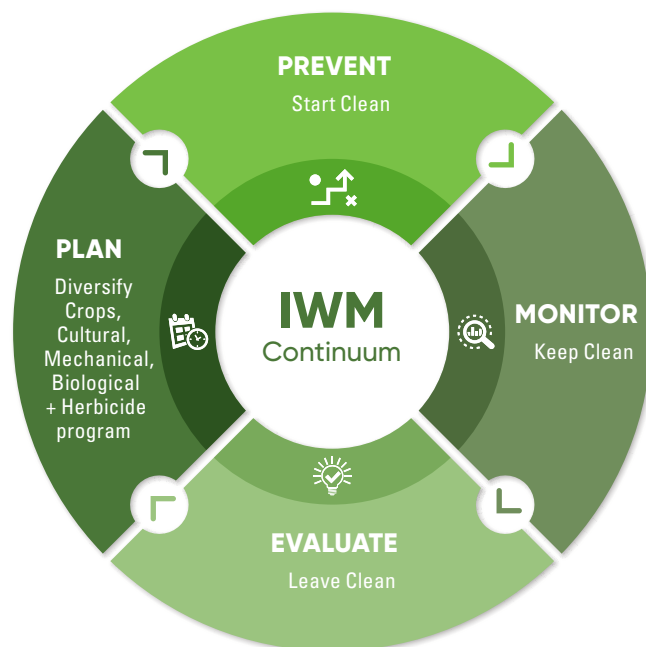 PREVENT
Start Clean
PLAN
Diversify
Crops,
Cultural,
Mechanical,
Biological
+ Herbicide
program
IWM
Continuum
MONITOR
Keep Clean
EVALUATE
Leave Clean